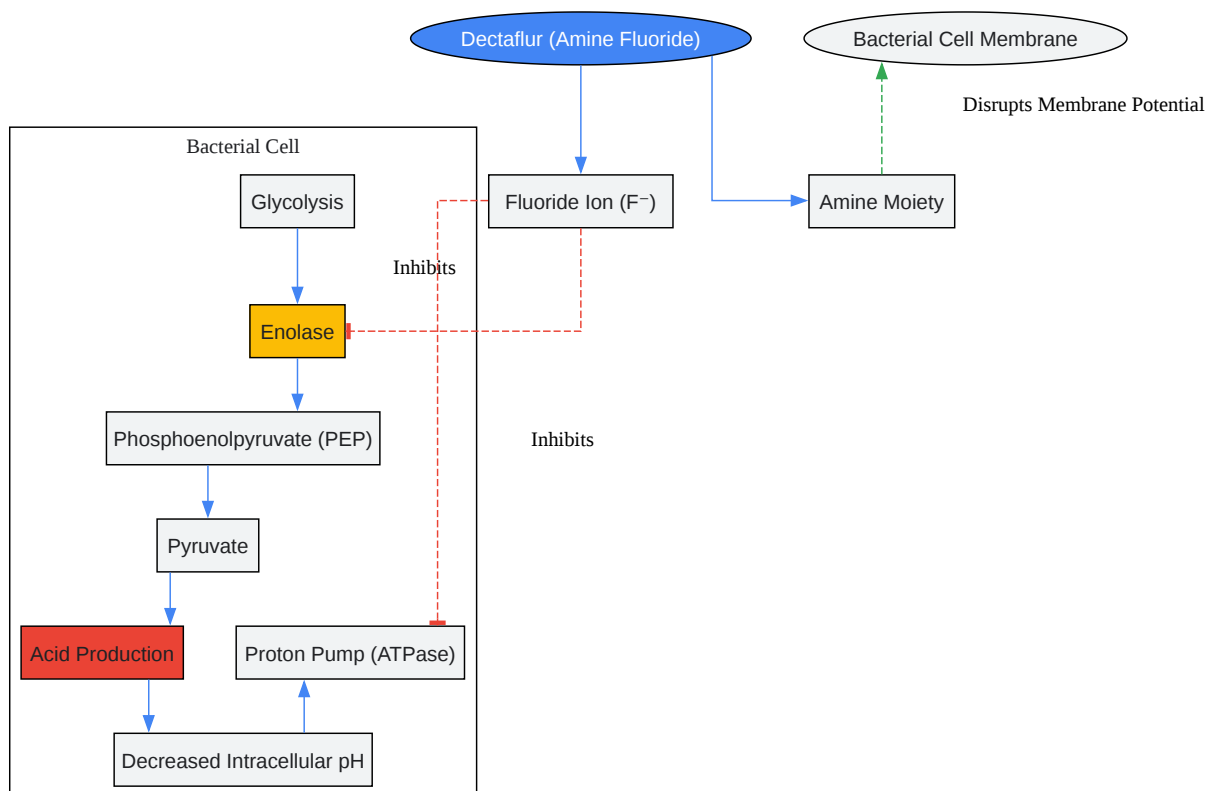 Dectaflur (Amine Fluoride)
Bacterial Cell Membrane
Disrupts Membrane Potential
Bacterial Cell
Glycolysis
Fluoride Ion (F⁻)
Amine Moiety
Inhibits
Enolase
Phosphoenolpyruvate (PEP)
Inhibits
Pyruvate
Acid Production
Proton Pump (ATPase)
Decreased Intracellular pH